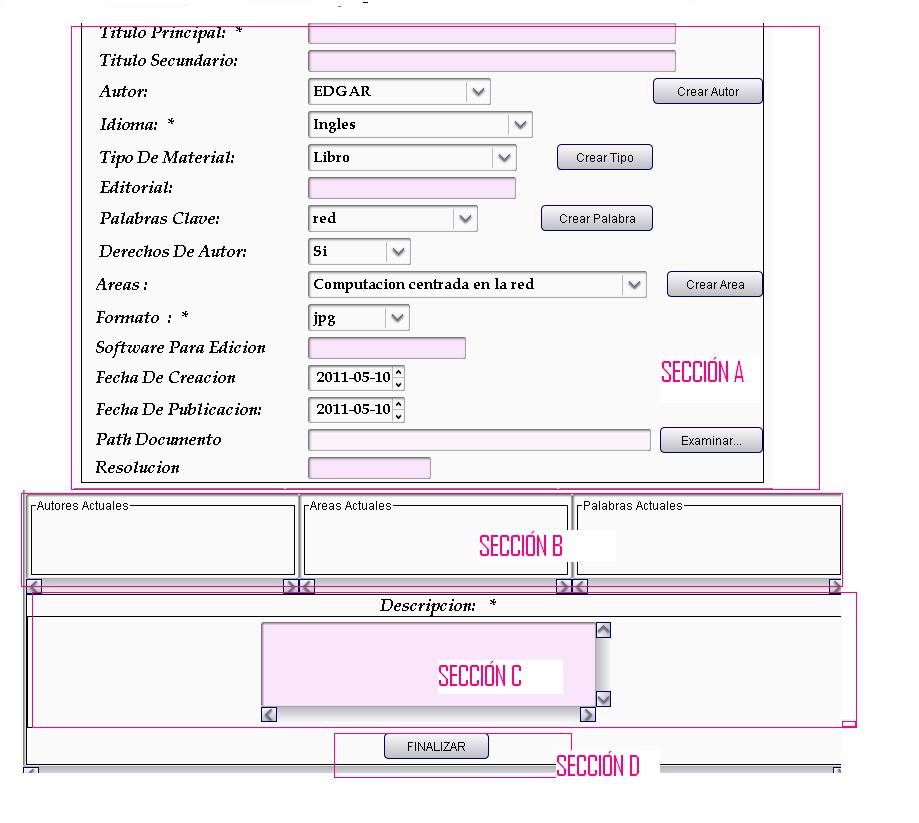 Titulo Principal: *
Titulo Secundario:
Autor: EDGAR Crear Autor
Idioma: * Ingles
Tipo De Material: Libro Crear Tipo
Editorial:
Palabras Clave: red Crear Palabra
Derechos De Autor: Si
Areas : Computacion centrada en la red Crear Area
Formato : * jpg
Software Para Edicion
SECCIÓN A
Fecha De Creacion 2011-05-10
Fecha De Publicacion: 2011-05-10
Path Documento Examinar...
Resolucion
Autores Actuales Areas Actuales Palabras Actuales
SECCIÓN B
Descripcion: *
SECCIÓN C
FINALIZAR
SECCIÓN D